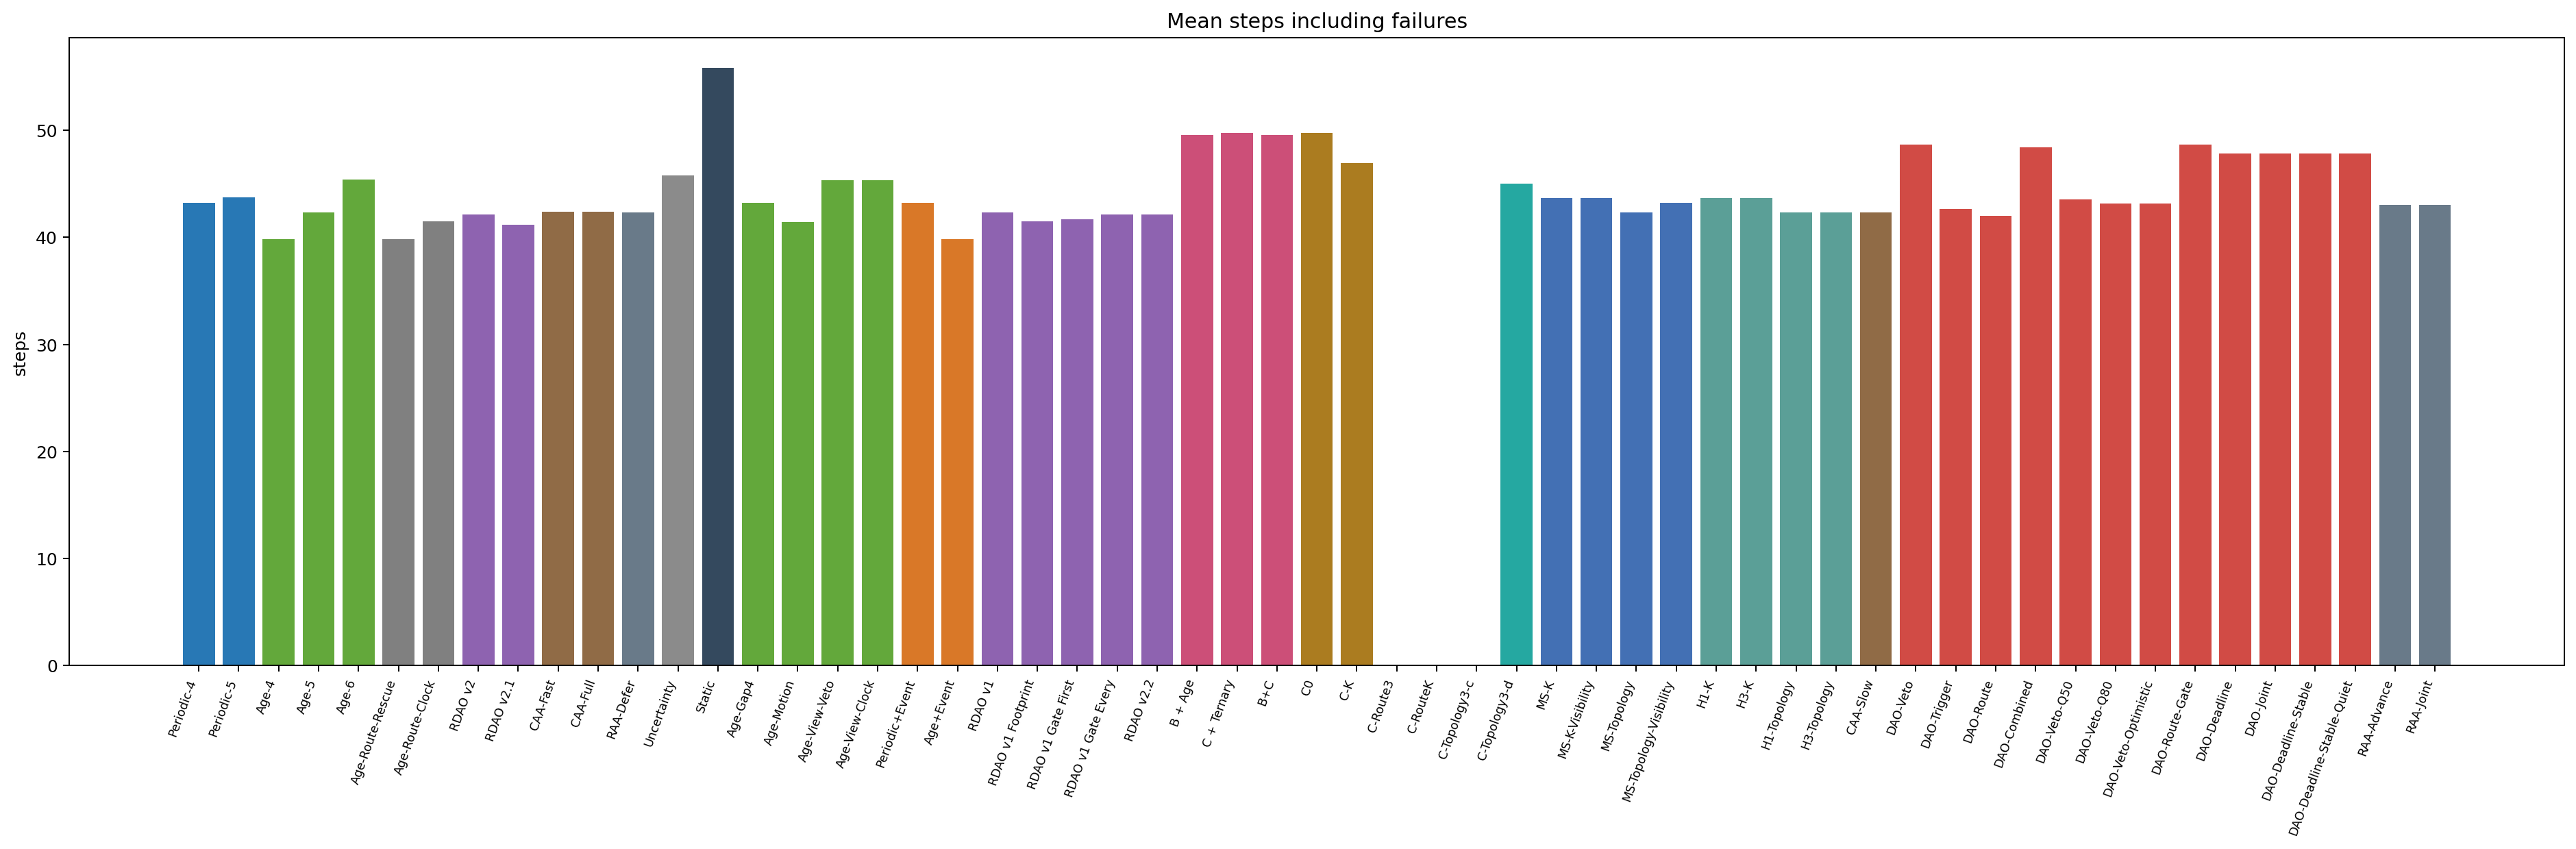 Mean steps including failures
steps
50
40
30
20
10
0
Periodic-4
Periodic-5
Age-4
Age-5
Age-6
Age-Route-Rescue
Age-Route-Clock
RDAO v2
RDAO v2.1
CAA-Fast
CAA-Full
RAA-Defer
Uncertainty
Static
Age-Gap4
Age-Motion
Age-View-Veto
Age-View-Clock
Periodic+Event
Age+Event
RDAO v1
RDAO v1 Footprint
RDAO v1 Gate First
RDAO v1 Gate Every
RDAO v2.2
B + Age
C + Ternary
B+C
C0
C-K
C-Route3
C-RouteK
C-Topology3-c
C-Topology3-d
MS-K
MS-K-Visibility
MS-Topology
MS-Topology-Visibility
H1-K
H3-K
H1-Topology
H3-Topology
CAA-Slow
DAO-Veto
DAO-Trigger
DAO-Route
DAO-Combined
DAO-Veto-Q50
DAO-Veto-Q80
DAO-Veto-Optimistic
DAO-Route-Gate
DAO-Deadline
DAO-Joint
DAO-Deadline-Stable
DAO-Deadline-Stable-Quiet
RAA-Advance
RAA-Joint